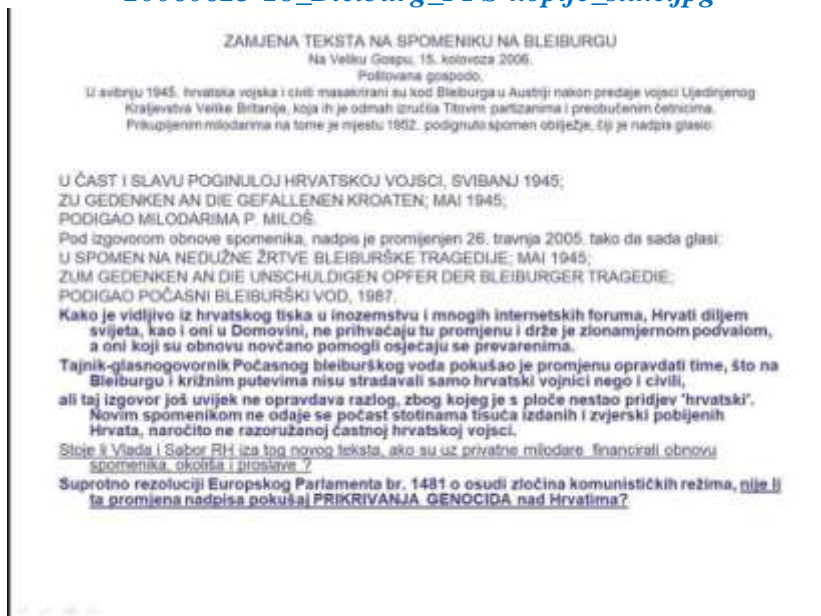 ZAMJENA TEKSTA NA SPOMENIKU NA BLEIBURGU
Na Veliku Gospu, 15. kolovoza 2006.
Poštovana gospodo,
U svibnju 1945. hrvatska vojska i civili masakrirani su kod Bleiburga u Austriji nakon predaje vojsci Ujedinjenog
Kraljevstva Velike Britanije, koja ih je odmah izručila Titovim partizanima i preobučenim četnicima.
Prikupljenim milodarima na tome je mjestu 1952. podignuto spomen obilježje, čiji je nadpis glasio:
U ČAST I SLAVU POGINULOJ HRVATSKOJ VOJSCI, SVIBANJ 1945;
ZU GEDENKEN AN DIE GEFALLENEN KROATEN; MAI 1945;
PODIGAO MILODARIMA P. MILOŠ.
Pod izgovorom obnove spomenika, nadpis je promijenjen 26. travnja 2005. tako da sada glasi:
U SPOMEN NA NEDUŽNE ŽRTVE BLEIBURŠKE TRAGEDIJE; MAI 1945;
ZUM GEDENKEN AN DIE UNSCHULDIGEN OPFER DER BLEIBURGER TRAGEDIE;
PODIGAO POČASNI BLEIBURŠKI VOD, 1987.
Kako je vidljivo iz hrvatskog tiska u inozemstvu i mnogih internetskih foruma, Hrvati diljem
svijeta, kao i oni u Domovini, ne prihvaćaju tu promjenu i drže je zlonamjernom podvalom,
a oni koji su obnovu novčano pomogli osjećaju se prevarenima.
Tajnik-glasnogovornik Počasnog bleiburškog voda pokušao je promjenu opravdati time, što na
Bleiburgu i križnim putevima nisu stradavali samo hrvatski vojnici nego i civili,
ali taj izgovor još uvijek ne opravdava razlog, zbog kojeg je s ploče nestao pridjev 'hrvatski'.
Novim spomenikom ne odaje se počast stotinama tisuća izdanih i zvjerski pobijenih
Hrvata, naročito ne razoružanoj častnoj hrvatskoj vojsci.
Stoje li Vlada i Sabor RH iza tog novog teksta, ako su uz privatne milodare financirali obnovu
spomenika, okoliša i proslave ?
Suprotno rezoluciji Europskog Parlamenta br. 1481 o osudi zločina komunističkih režima, nije li
ta promjena nadpisa pokušaj PRIKRIVANJA GENOCIDA nad Hrvatima?